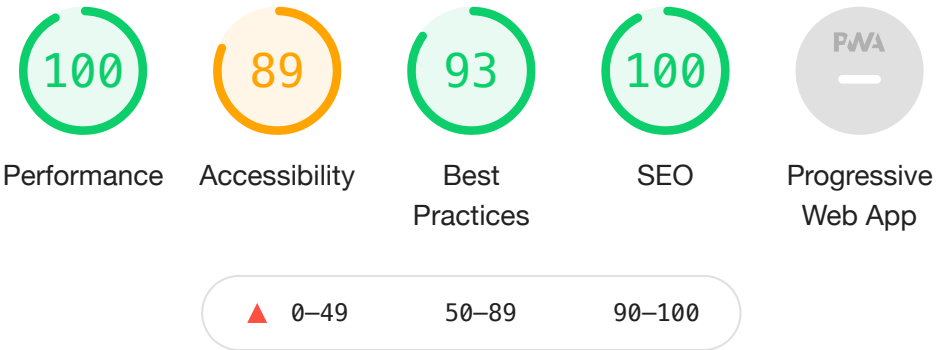 100 89 93 100 PWA
Performance Accessibility Best Practices SEO Progressive Web App
0–49 50–89 90–100